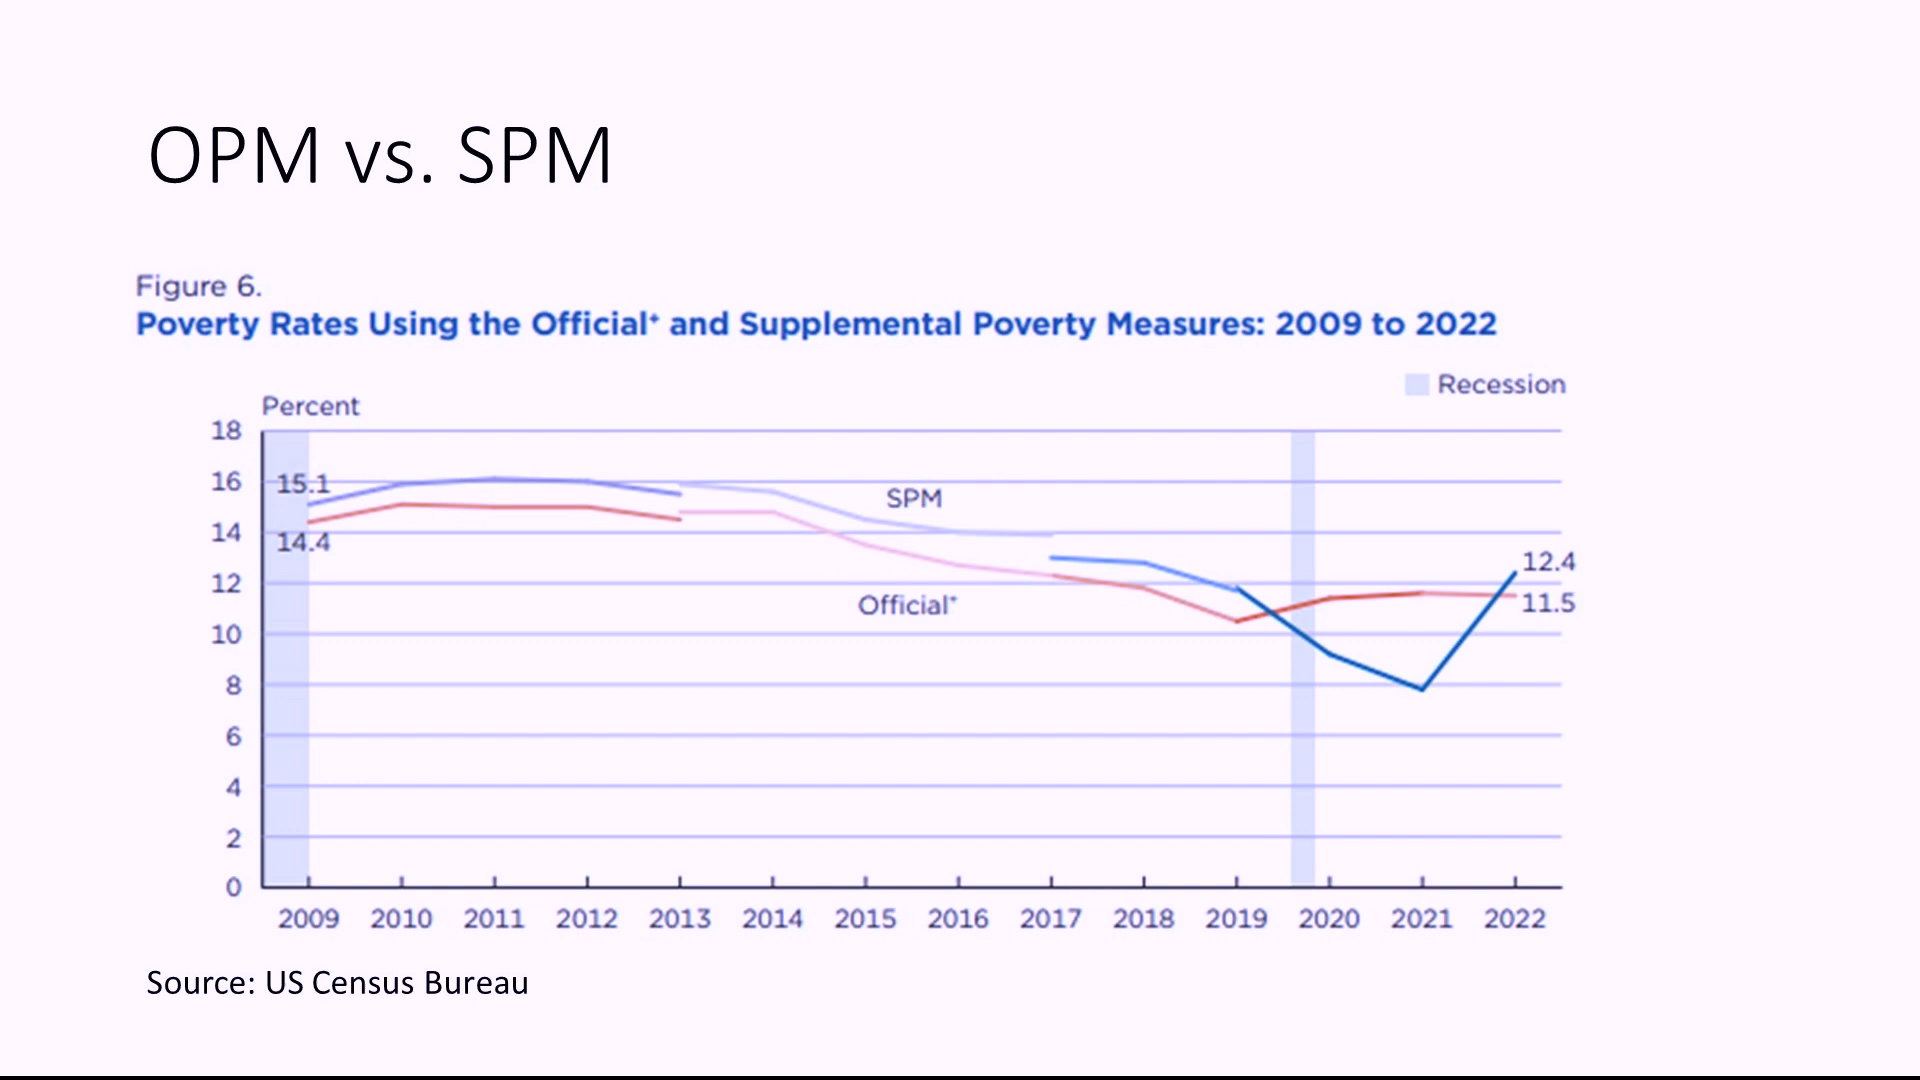 OPM vs. SPM
Figure 6.
Poverty Rates Using the Official⁺ and Supplemental Poverty Measures: 2009 to 2022
Recession
Percent
18
16
14
12
10
8
6
4
2
0
15.1
14.4
SPM
Official⁺
12.4
11.5
2009 2010 2011 2012 2013 2014 2015 2016 2017 2018 2019 2020 2021 2022
Source: US Census Bureau